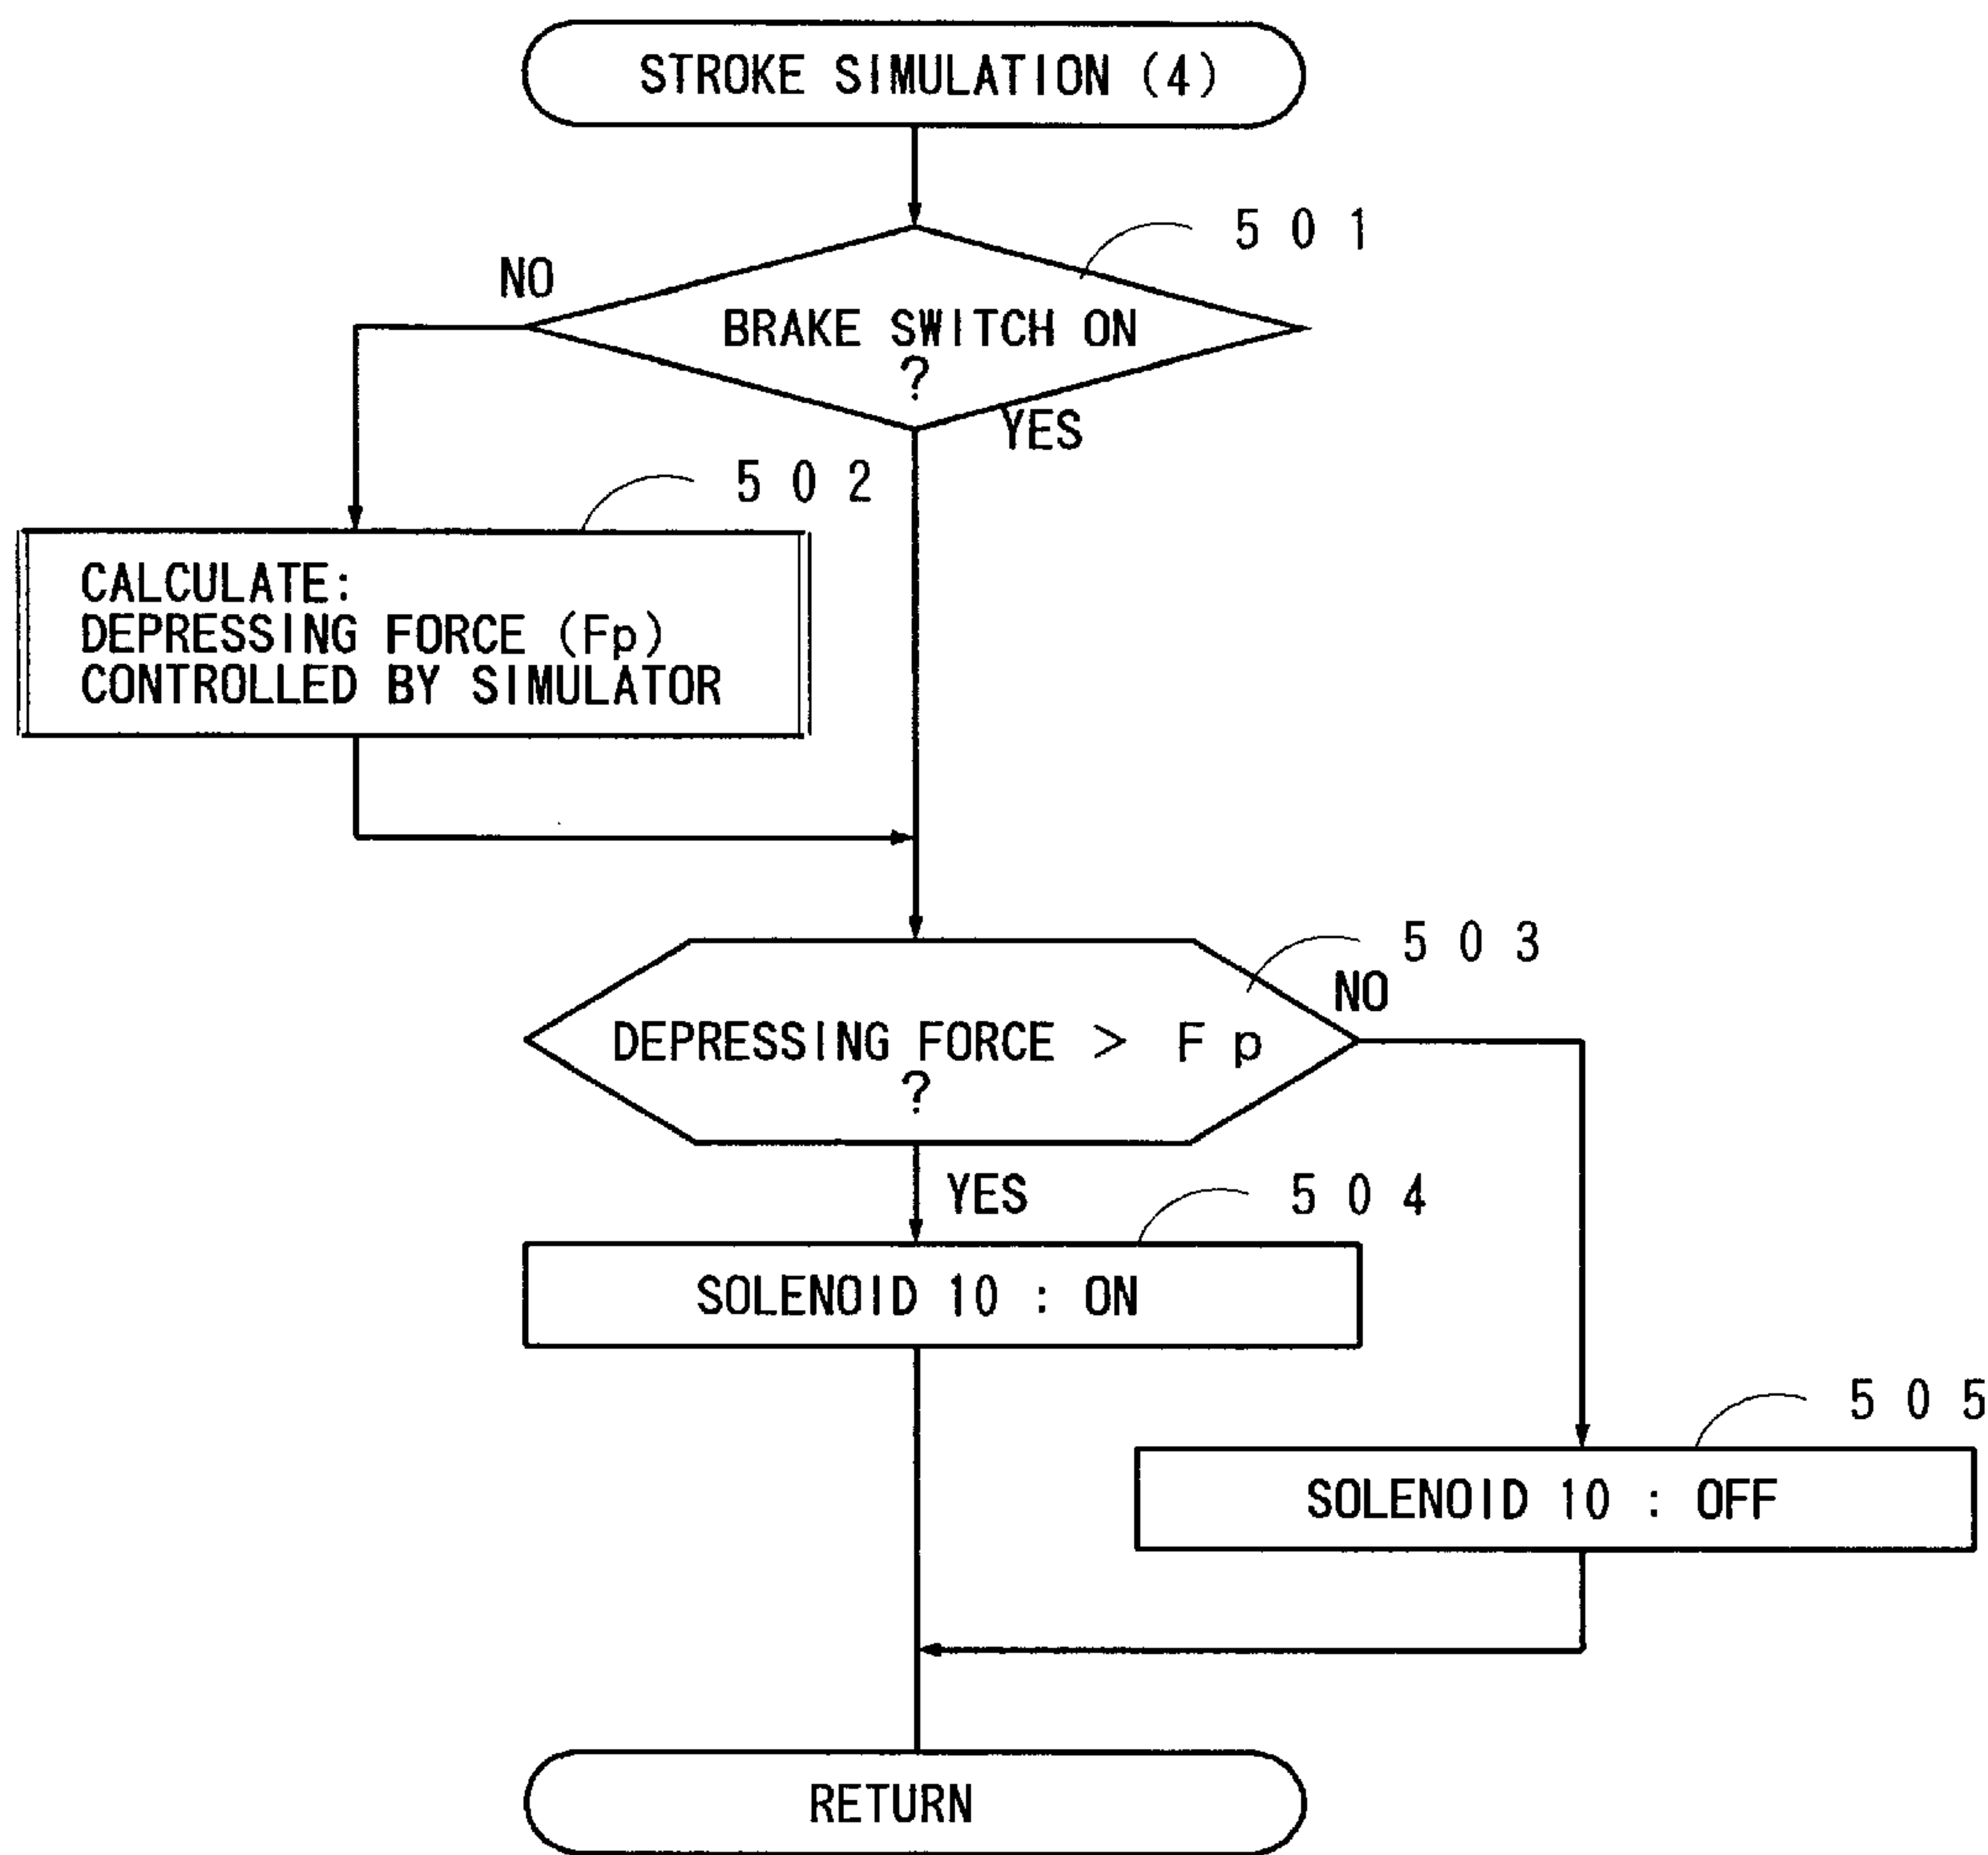 STROKE SIMULATION (4)
501
NO
BRAKE SWITCH ON
?
YES
502
CALCULATE:
DEPRESSING FORCE (Fp)
CONTROLLED BY SIMULATOR
503
NO
DEPRESSING FORCE > Fp
?
YES
504
SOLENOID 10 : ON
505
SOLENOID 10 : OFF
RETURN